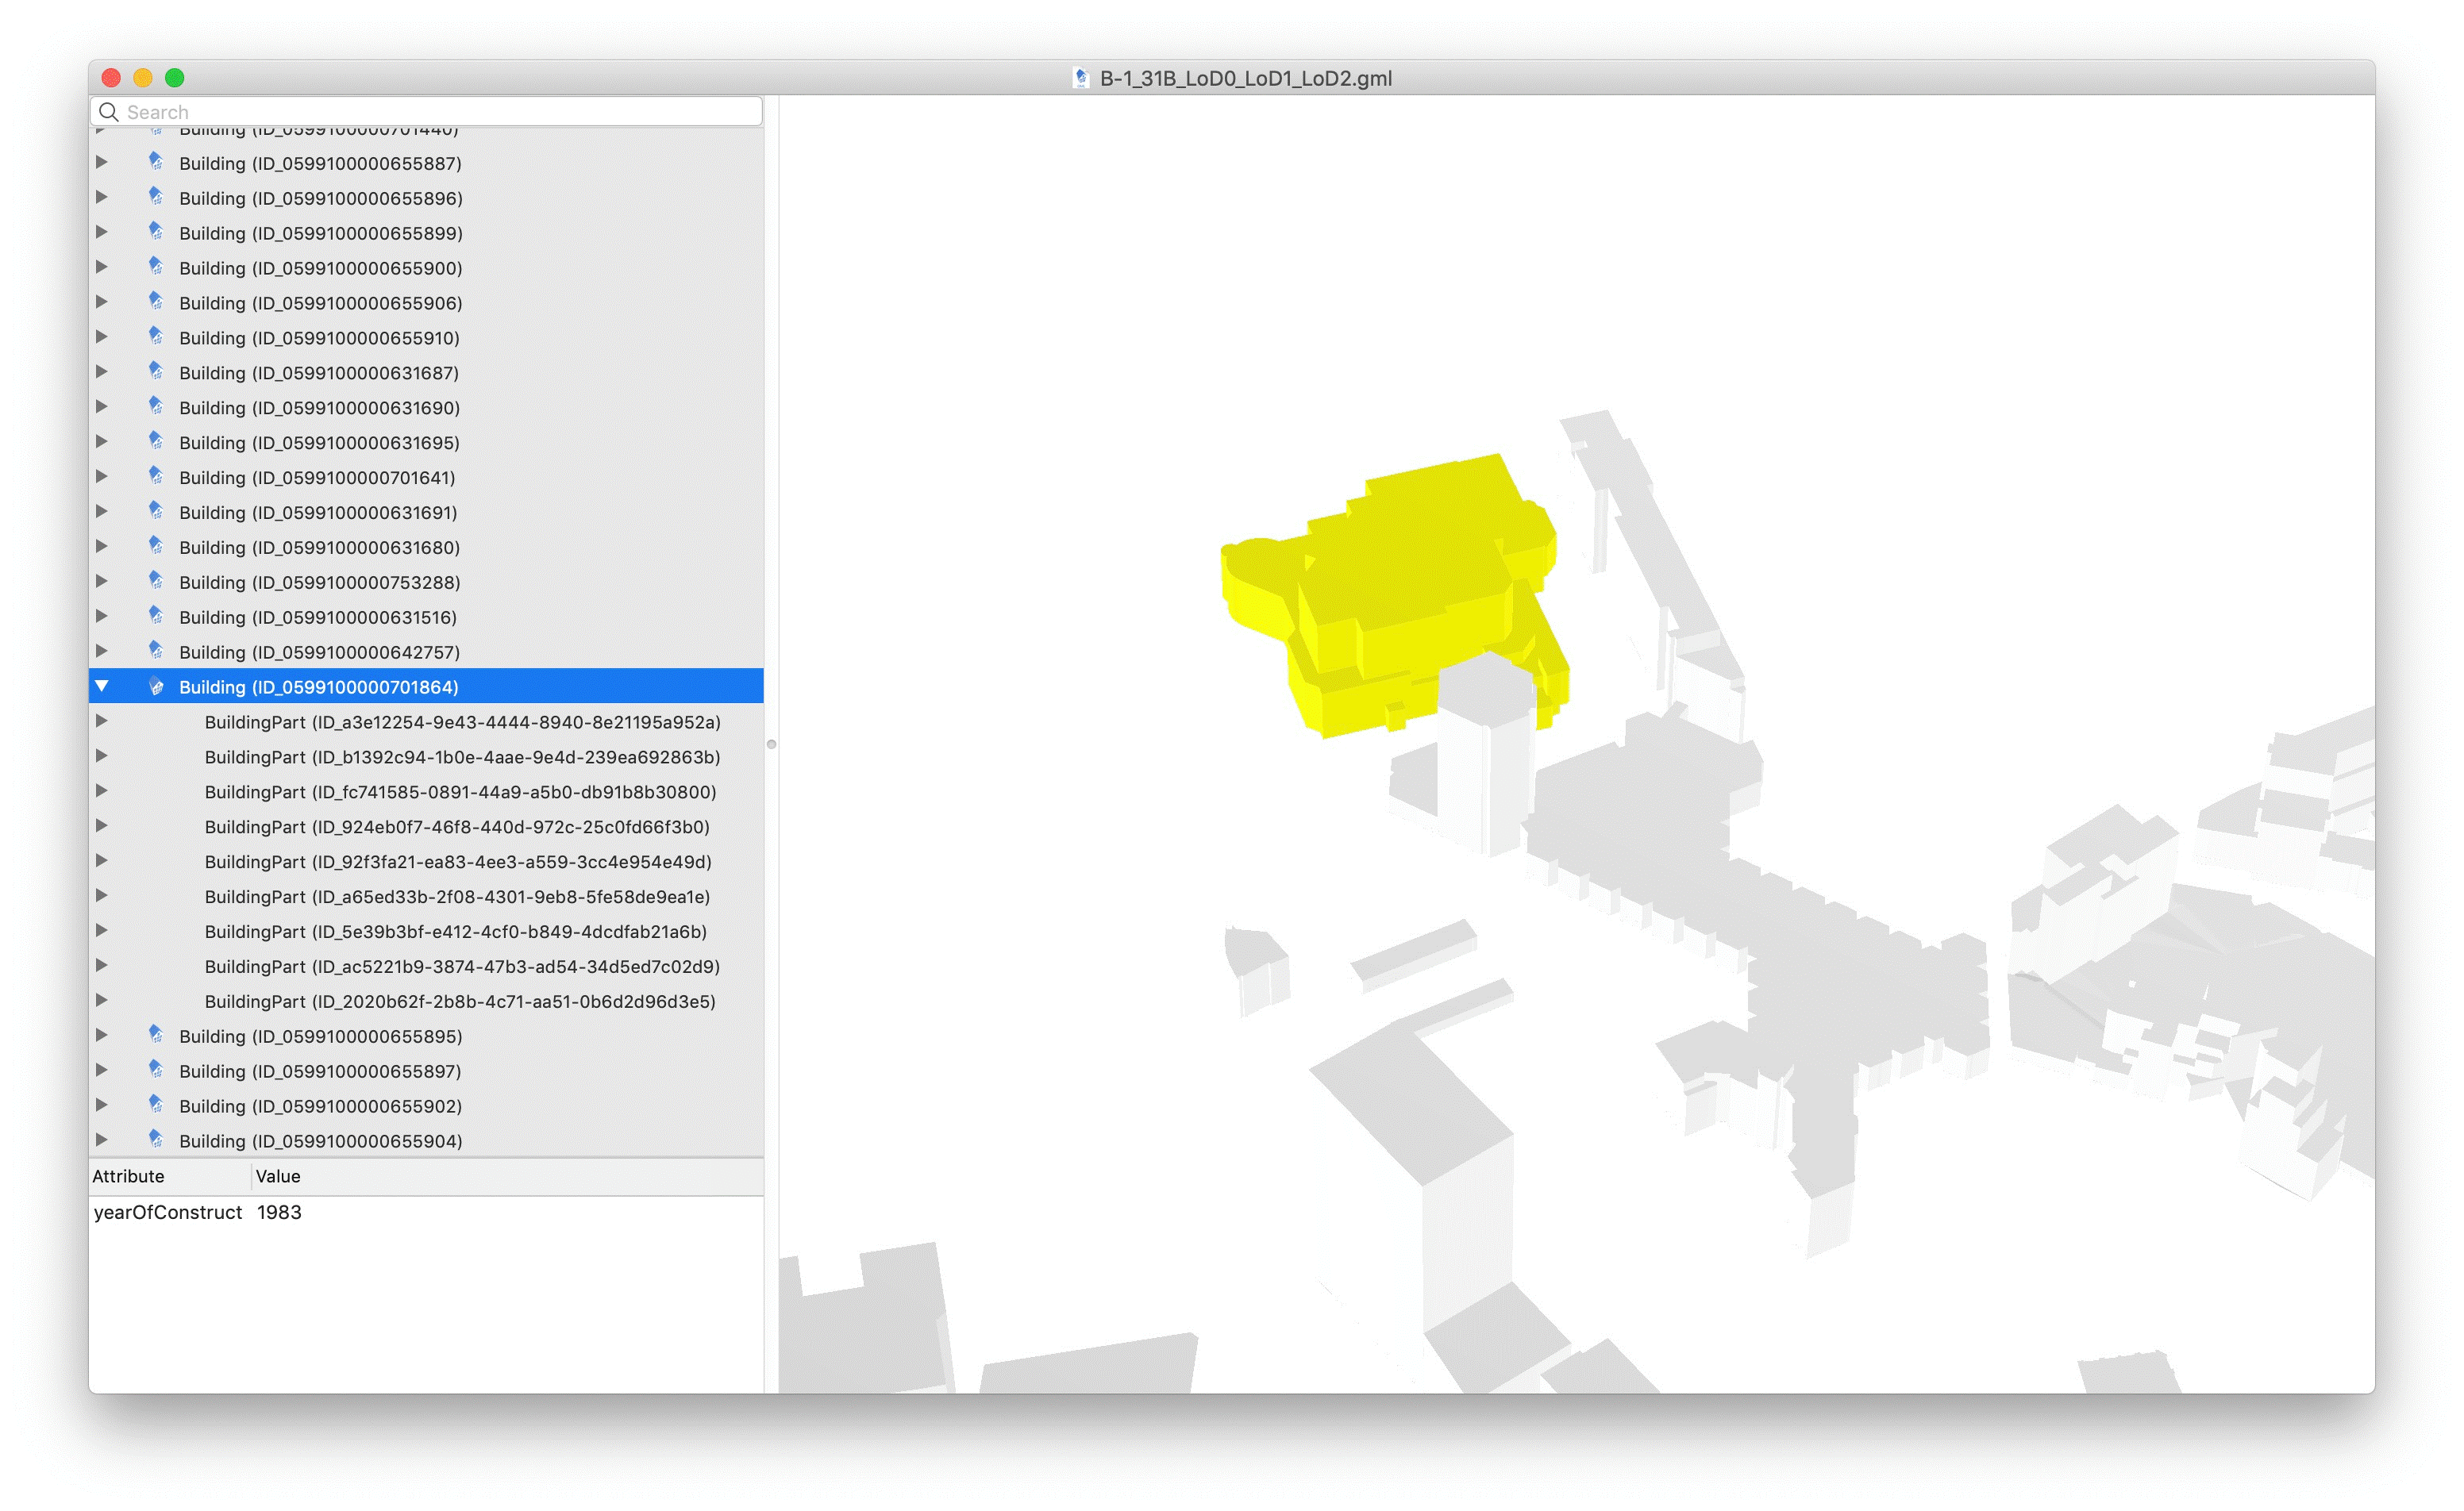 B-1_31B_LoD0_LoD1_LoD2.gml
Search
Building (ID_0599100000701440)
Building (ID_0599100000655887)
Building (ID_0599100000655896)
Building (ID_0599100000655899)
Building (ID_0599100000655900)
Building (ID_0599100000655906)
Building (ID_0599100000655910)
Building (ID_0599100000631687)
Building (ID_0599100000631690)
Building (ID_0599100000631695)
Building (ID_0599100000701641)
Building (ID_0599100000631691)
Building (ID_0599100000631680)
Building (ID_0599100000753288)
Building (ID_0599100000631516)
Building (ID_0599100000642757)
Building (ID_0599100000701864)
BuildingPart (ID_a3e12254-9e43-4444-8940-8e21195a952a)
BuildingPart (ID_b1392c94-1b0e-4aae-9e4d-239ea692863b)
BuildingPart (ID_fc741585-0891-44a9-a5b0-db91b8b30800)
BuildingPart (ID_924eb0f7-46f8-440d-972c-25c0fd66f3b0)
BuildingPart (ID_92f3fa21-ea83-4ee3-a559-3cc4e954e49d)
BuildingPart (ID_a65ed33b-2f08-4301-9eb8-5fe58de9ea1e)
BuildingPart (ID_5e39b3bf-e412-4cf0-b849-4dcdfab21a6b)
BuildingPart (ID_ac5221b9-3874-47b3-ad54-34d5ed7c02d9)
BuildingPart (ID_2020b62f-2b8b-4c71-aa51-0b6d2d96d3e5)
Building (ID_0599100000655895)
Building (ID_0599100000655897)
Building (ID_0599100000655902)
Building (ID_0599100000655904)
Attribute Value
yearOfConstruct 1983